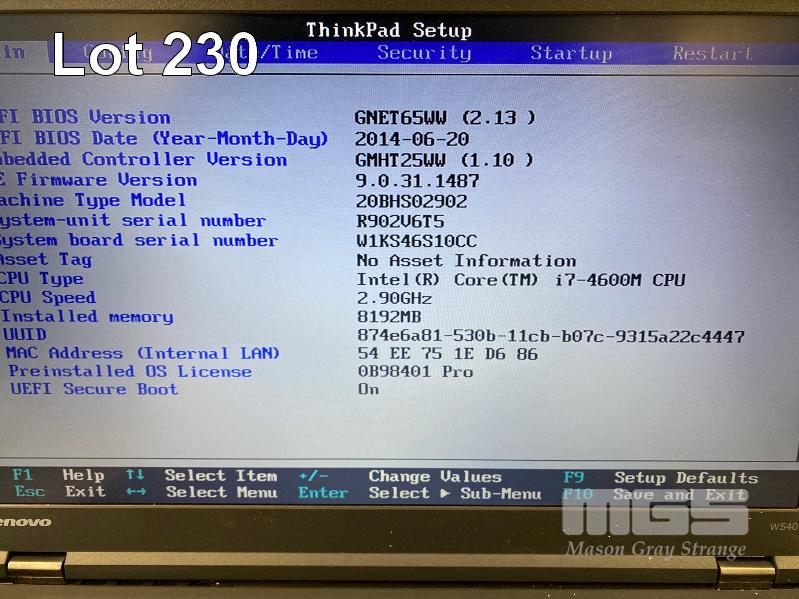 ThinkPad Setup
in /Time Security Startup Restart
Lot 230
FI BIOS Version GNET65WW (2.13 )
FI BIOS Date (Year-Month-Day) 2014-06-20
bedded Controller Version GMHT25WW (1.10 )
E Firmware Version 9.0.31.1487
achine Type Model 20BHS02902
ystem-unit serial number R902V6T5
System board serial number W1KS46S10CC
Asset Tag No Asset Information
CPU Type Intel(R) Core(TM) i7-4600M CPU
CPU Speed 2.90GHz
Installed memory 8192MB
UUID 874e6a81-530b-11cb-b07c-9315a22c4447
MAC Address (Internal LAN) 54 EE 75 1E D6 86
Preinstalled OS License 0B98401 Pro
UEFI Secure Boot On
F1 Help ↑↓ Select Item +/- Change Values F9 Setup Defaults
Esc Exit ←→ Select Menu Enter Select ▶ Sub-Menu F10 Save and Exit
enovo W540
MGS
Mason Gray Strange